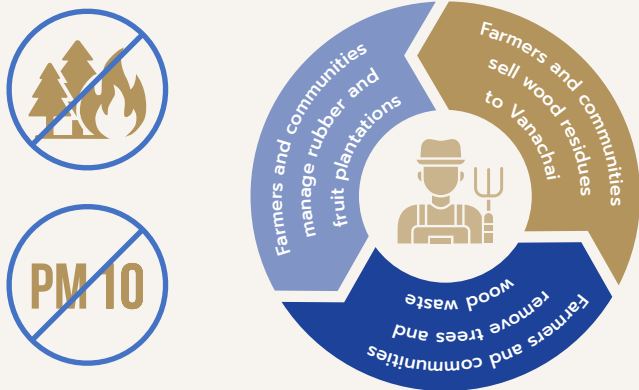 PM 10
Farmers and communities
manage rubber and
fruit plantations
Farmers and communities
sell wood residues
to Vanachai
Farmers and communities
remove trees and
wood waste